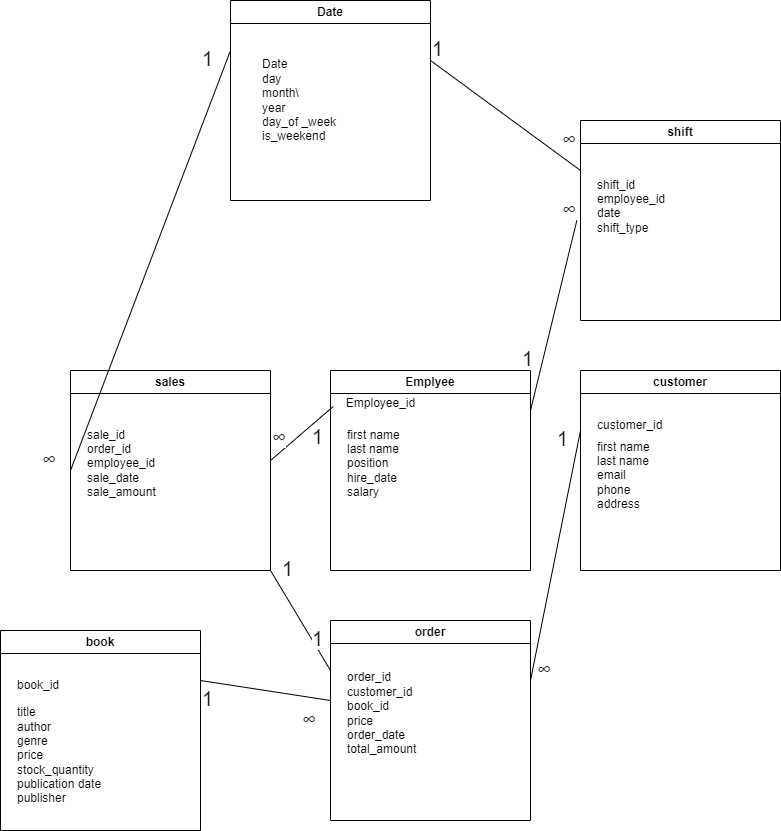 Date
Date
day
month\
year
day_of _week
is_weekend
1
1
∞
shift
shift_id
employee_id
date
shift_type
∞
1
sales
sale_id
order_id
employee_id
sale_date
sale_amount
∞
∞
1
Emplyee
Employee_id
first name
last name
position
hire_date
salary
customer
customer_id
first name
last name
email
phone
address
1
1
1
book
book_id
title
author
genre
price
stock_quantity
publication date
publisher
1
∞
order
order_id
customer_id
book_id
price
order_date
total_amount
∞